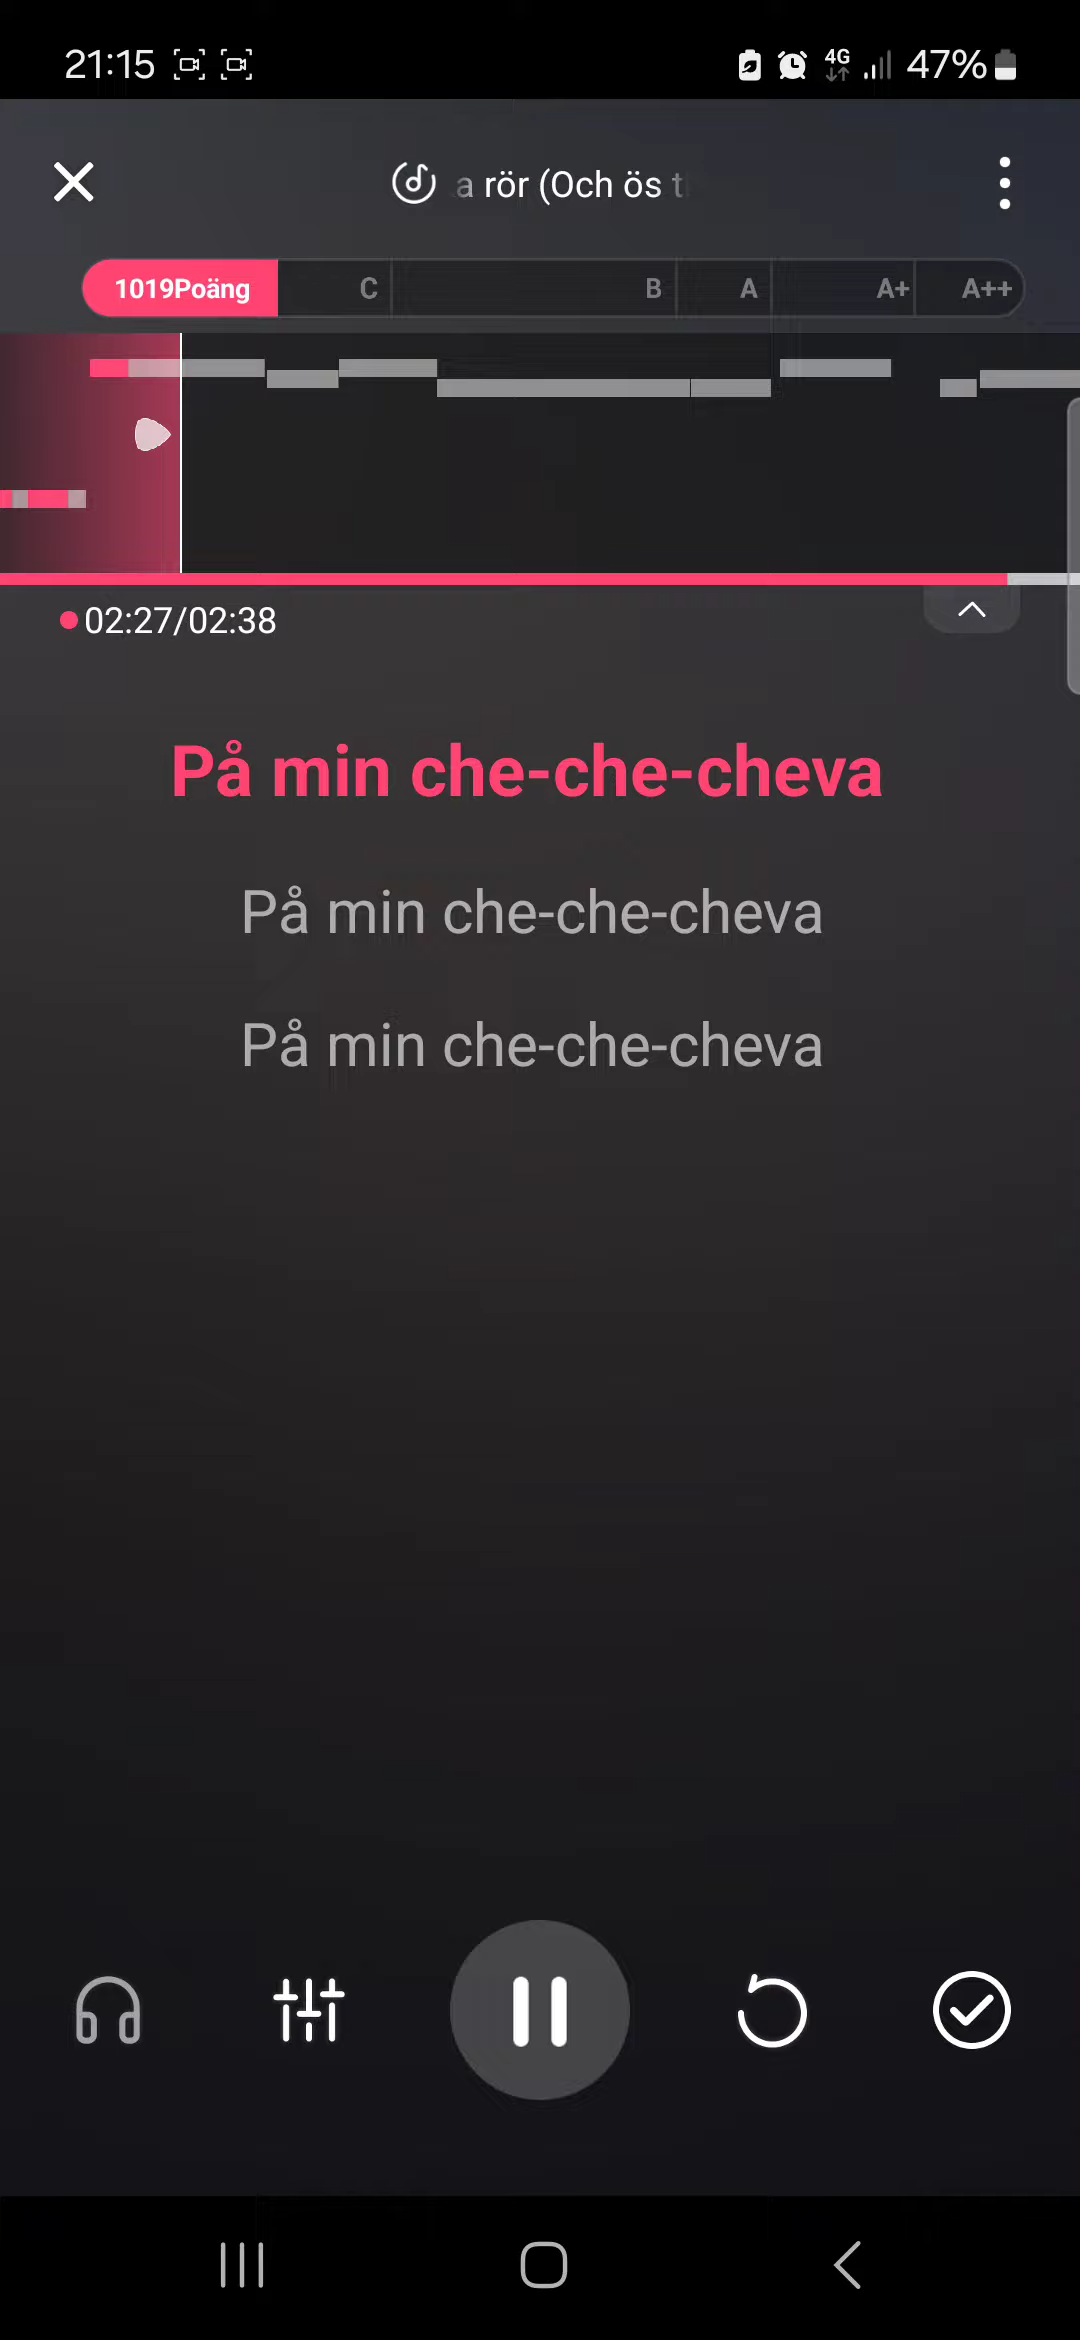 21:15
4G
47%
a rör (Och ös t
1019Poäng
C
B
A
A+
A++
02:27/02:38
På min che-che-cheva
På min che-che-cheva
På min che-che-cheva